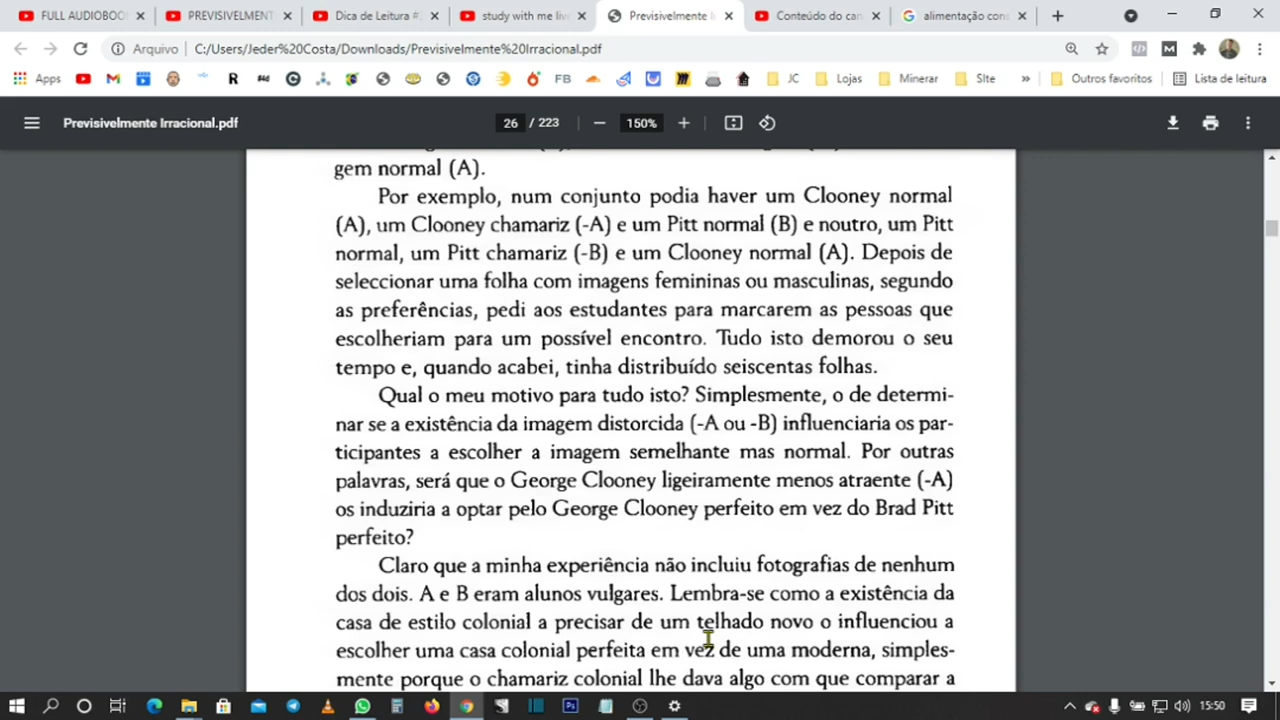 FULL AUDIOBOO
PREVISIVELMENT
Dica de Leitura #
study with me live
Previsivelmente I
Conteúdo do can
alimentação con
Arquivo
C:/Users/Jeder%20Costa/Downloads/Previsivelmente%20Irracional.pdf
Apps
FB
JC
Lojas
Minerar
SIte
Outros favoritos
Lista de leitura
Previsivelmente Irracional.pdf
26 / 223
150%
gem normal (A).
Por exemplo, num conjunto podia haver um Clooney normal
(A), um Clooney chamariz (-A) e um Pitt normal (B) e noutro, um Pitt
normal, um Pitt chamariz (-B) e um Clooney normal (A). Depois de
seleccionar uma folha com imagens femininas ou masculinas, segundo
as preferências, pedi aos estudantes para marcarem as pessoas que
escolheriam para um possível encontro. Tudo isto demorou o seu
tempo e, quando acabei, tinha distribuído seiscentas folhas.
Qual o meu motivo para tudo isto? Simplesmente, o de determi-
nar se a existência da imagem distorcida (-A ou -B) influenciaria os par-
ticipantes a escolher a imagem semelhante mas normal. Por outras
palavras, será que o George Clooney ligeiramente menos atraente (-A)
os induziria a optar pelo George Clooney perfeito em vez do Brad Pitt
perfeito?
Claro que a minha experiência não incluiu fotografias de nenhum
dos dois. A e B eram alunos vulgares. Lembra-se como a existência da
casa de estilo colonial a precisar de um telhado novo o influenciou a
escolher uma casa colonial perfeita em vez de uma moderna, simples-
mente porque o chamariz colonial lhe dava algo com que comparar a
15:50